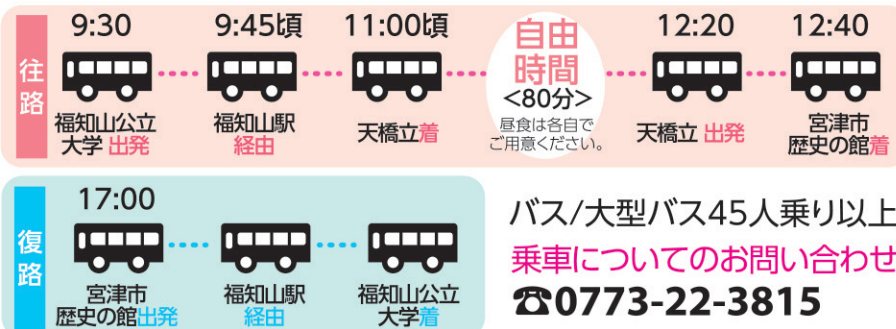 往路
9:30
福知山公立
大学 出発
9:45頃
福知山駅
経由
11:00頃
天橋立着
自由
時間
<80分>
昼食は各自で
ご用意ください。
12:20
天橋立 出発
12:40
宮津市
歴史の館着
復路
17:00
宮津市
歴史の館出発
福知山駅
経由
福知山公立
大学着
バス/大型バス45人乗り以上
乗車についてのお問い合わせ
☎0773-22-3815